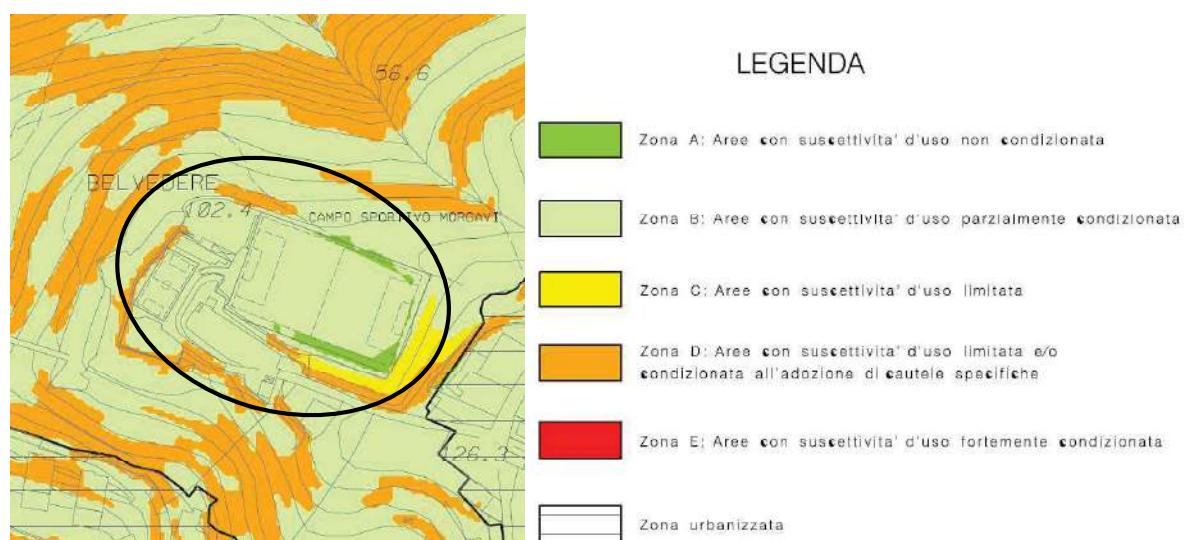 56.6
BELVEDERE
102.4
CAMPO SPORTIVO MORGAVI
126.3
LEGENDA
Zona A: Aree con suscettivita' d'uso non condizionata
Zona B: Aree con suscettivita' d'uso parzialmente condizionata
Zona C: Aree con suscettivita' d'uso limitata
Zona D: Aree con suscettivita' d'uso limitata e/o
condizionata all'adozione di cautele specifiche
Zona E: Aree con suscettivita' d'uso fortemente condizionata
Zona urbanizzata